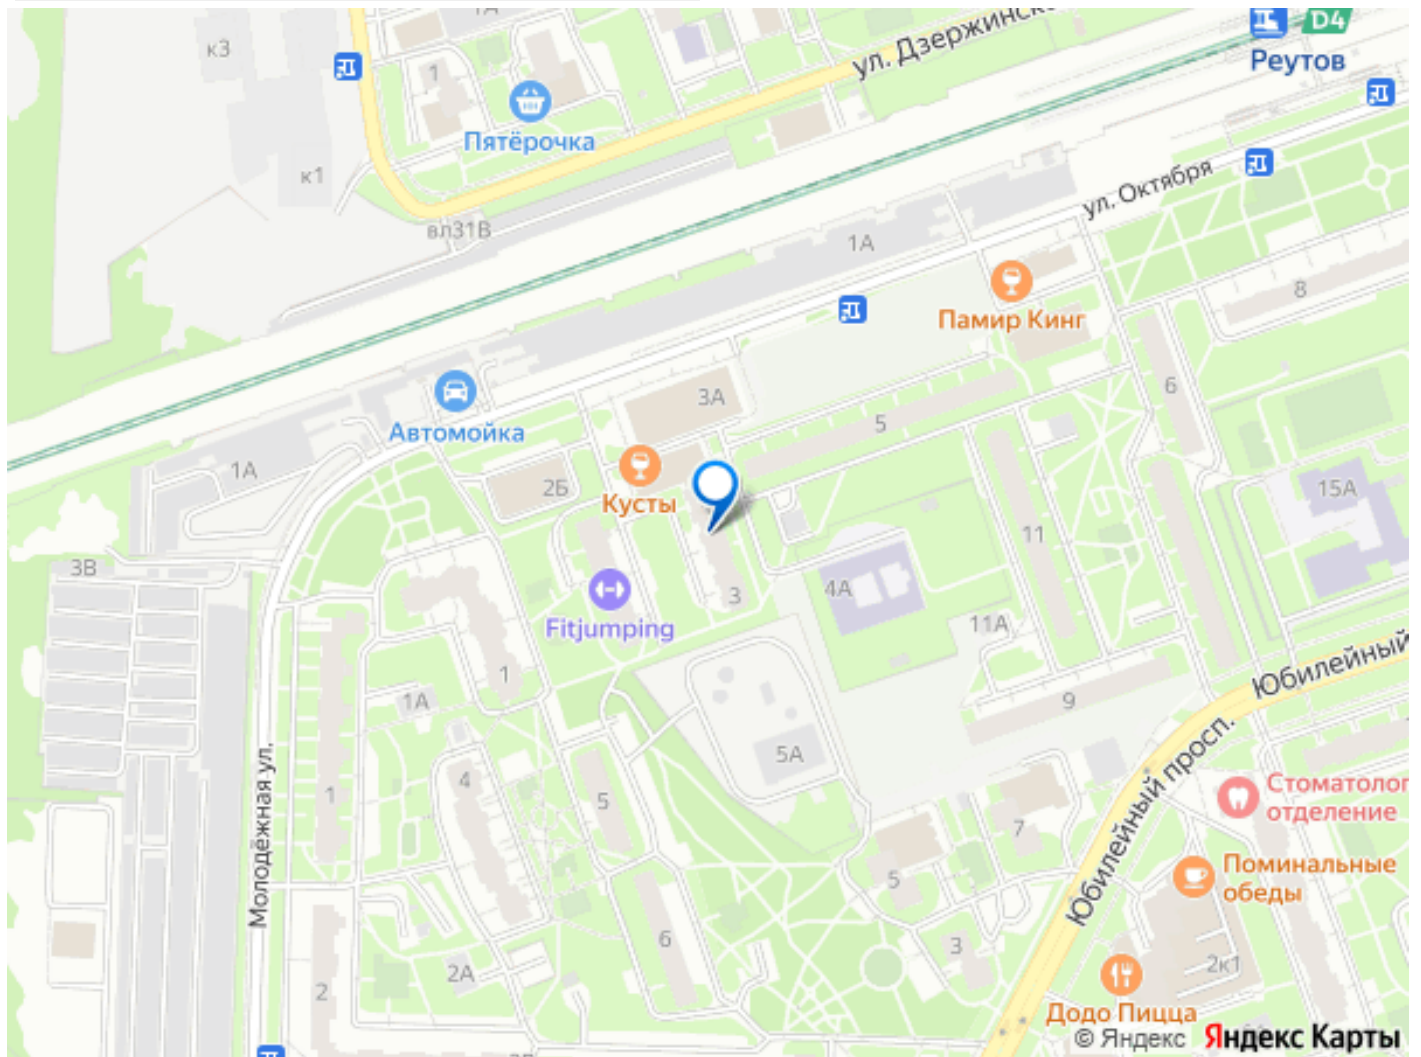 1Д
D4
к3
ул. Дзержинско
Реутов
1
Пятёрочка
к1
ул. Октября
вл31В
1А
8
Памир Кинг
6
3А
5
Автомойка
1А
2Б
Кусты
15А
11
3В
4А
3
Fitjumping
11А
Юбилейный
1
1А
9
Юбилейный просп.
5А
Молодёжная ул.
4
1
5
Стоматолог
отделение
7
Поминальные
обеды
5
6
3
2А
2к1
2
Додо Пицца
© Яндекс Яндекс Карты